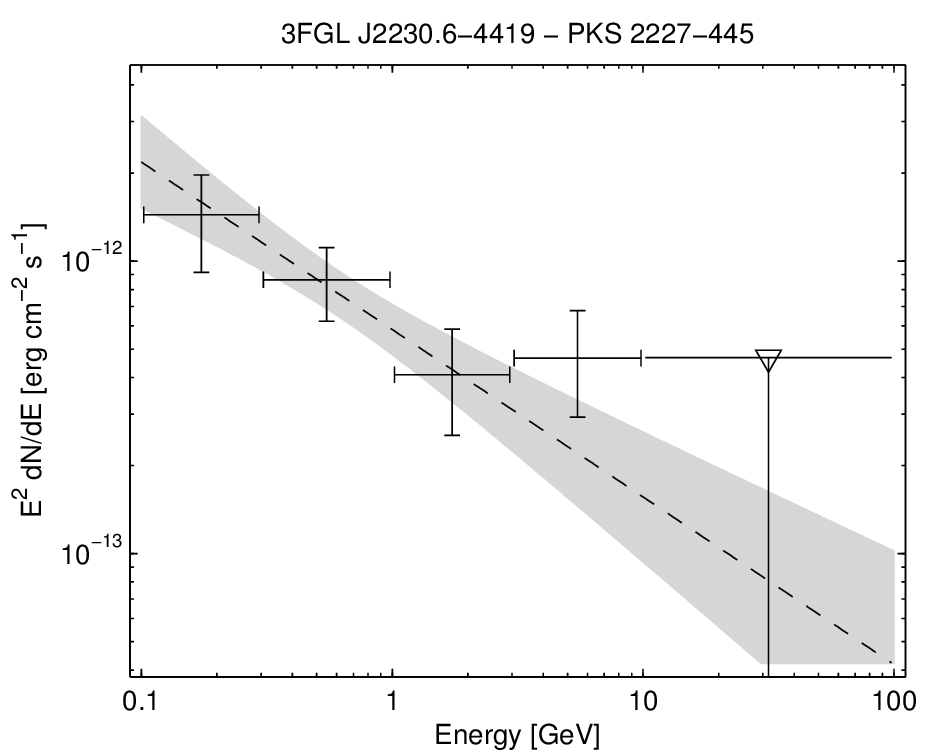 3FGL J2230.6−4419 − PKS 2227−445
E² dN/dE [erg cm⁻² s⁻¹]
10⁻¹²
10⁻¹³
0.1 1 10 100
Energy [GeV]